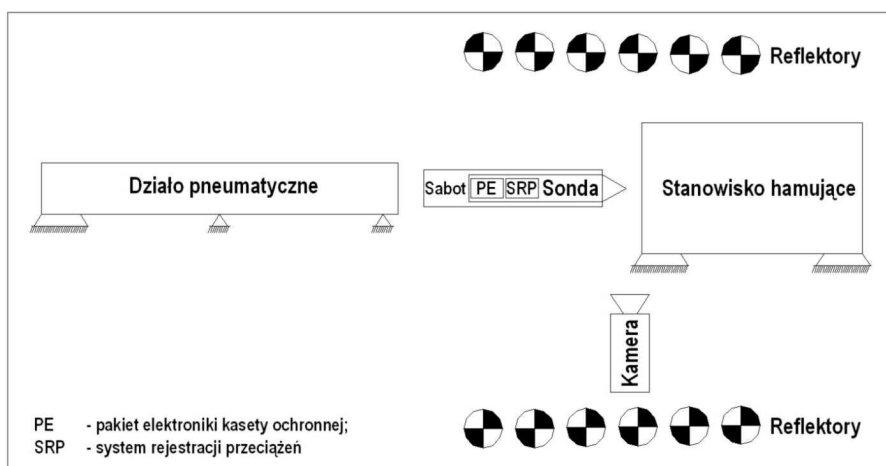 Reflektory
Działo pneumatyczne
Sabot PE SRP Sonda
Stanowisko hamujące
Kamera
PE - pakiet elektroniki kasety ochronnej;
SRP - system rejestracji przeciążeń
Reflektory